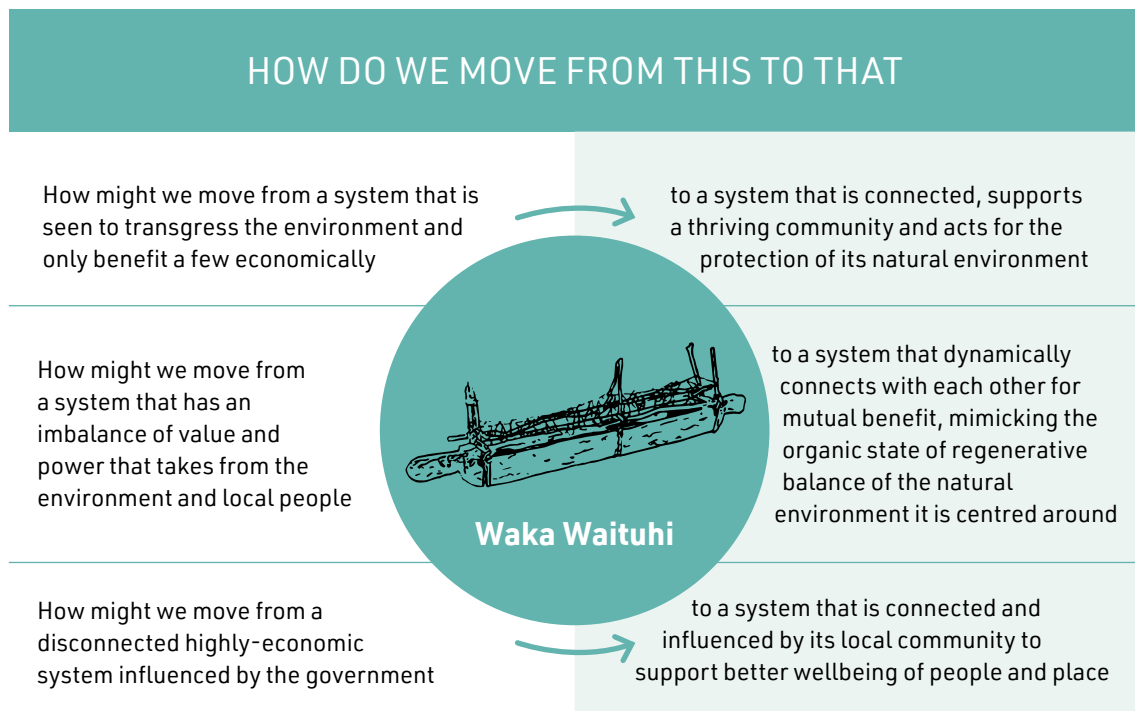 HOW DO WE MOVE FROM THIS TO THAT
How might we move from a system that is
seen to transgress the environment and
only benefit a few economically
to a system that is connected, supports
a thriving community and acts for the
protection of its natural environment
How might we move from
a system that has an
imbalance of value and
power that takes from the
environment and local people
to a system that dynamically
connects with each other for
mutual benefit, mimicking the
organic state of regenerative
balance of the natural
environment it is centred around
Waka Waituhi
How might we move from a
disconnected highly-economic
system influenced by the government
to a system that is connected and
influenced by its local community to
support better wellbeing of people and place